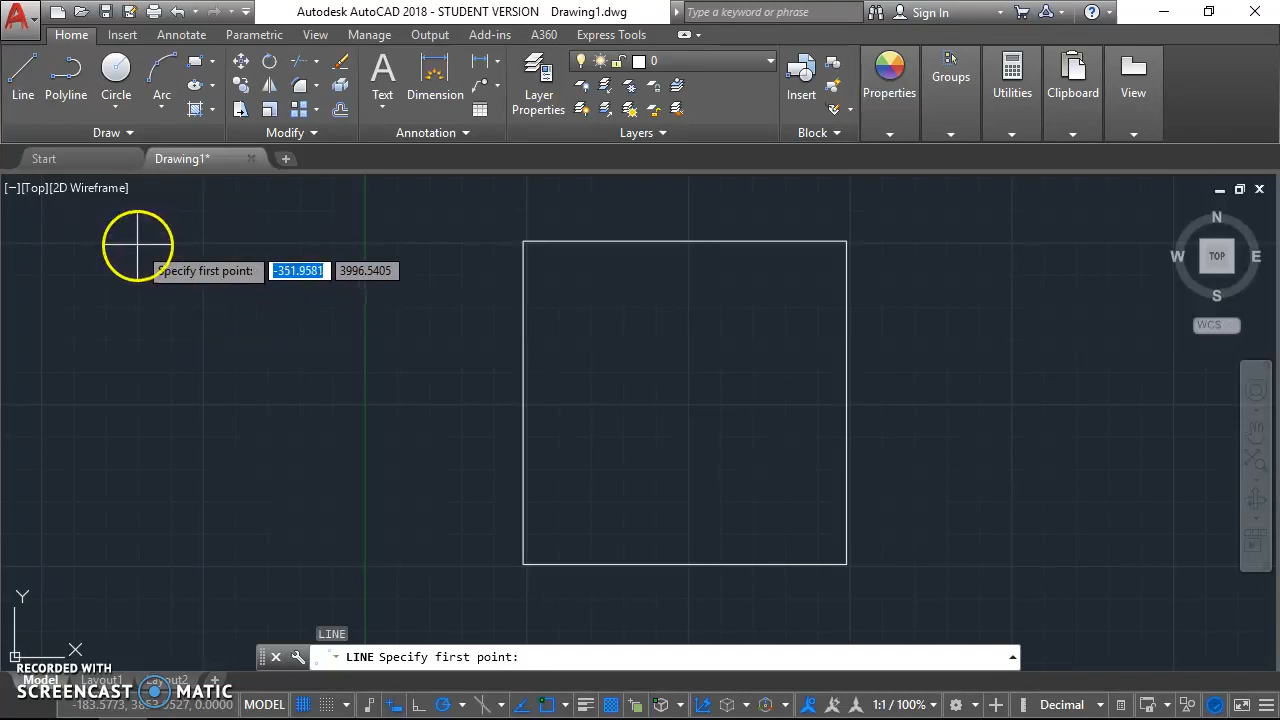 Autodesk AutoCAD 2018 - STUDENT VERSION Drawing1.dwg
Type a keyword or phrase
Sign In
Home Insert Annotate Parametric View Manage Output Add-ins A360 Express Tools
Line Polyline Circle Arc
Text Dimension
Layer Properties
0
Insert
Properties
Groups
Utilities
Clipboard
View
Draw Modify Annotation Layers Block
Start Drawing1*
[−][Top][2D Wireframe]
N
W TOP E
S
WCS
Specify first point: -351.9581 3996.5405
Y
X
LINE
LINE Specify first point:
RECORDED WITH
SCREENCAST MATIC
Model Layout1 Layout2
MODEL
1:1 / 100%
Decimal